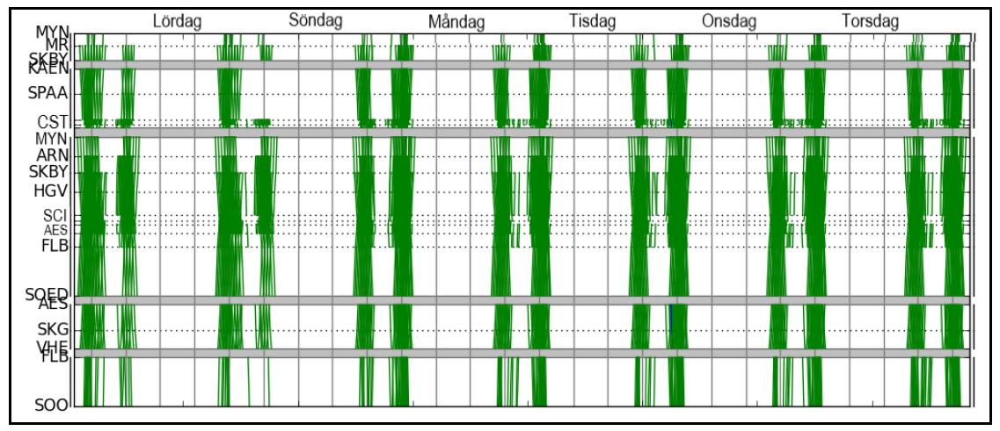 Lördag Söndag Måndag Tisdag Onsdag Torsdag
MYN
MR
SKBY
KAEN
SPAA
CST
MYN
ARN
SKBY
HGV
SCI
AES
FLB
SOED
AES
SKG
VHE
FLB
SOO